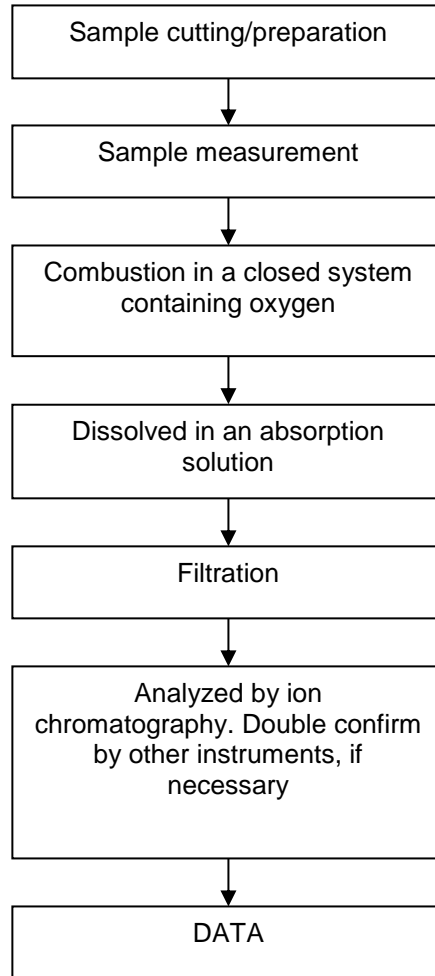 Sample cutting/preparation
Sample measurement
Combustion in a closed system
containing oxygen
Dissolved in an absorption
solution
Filtration
Analyzed by ion
chromatography. Double confirm
by other instruments, if
necessary
DATA